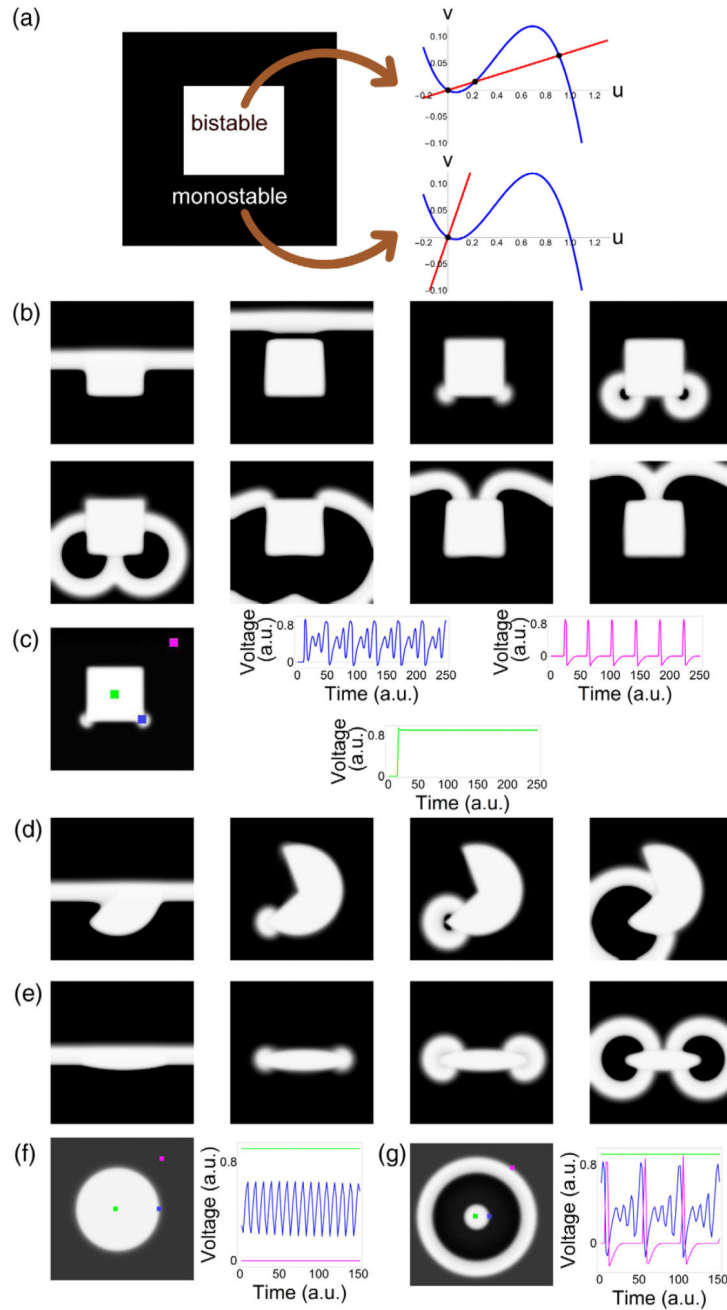 (a)
bistable
monostable
v
0.10
0.05
-0.2 0.2 0.4 0.6 0.8 1.0 1.2 u
-0.05
-0.10
v
0.10
0.05
-0.2 0.2 0.4 0.6 0.8 1.0 1.2 u
-0.05
-0.10
(b)
(c)
Voltage (a.u.)
0.8
0
0 50 100 150 200 250
Time (a.u.)
Voltage (a.u.)
0.8
0
0 50 100 150 200 250
Time (a.u.)
Voltage (a.u.)
0.8
0
0 50 100 150 200 250
Time (a.u.)
(d)
(e)
(f)
Voltage (a.u.)
0.8
0
0 50 100 150
Time (a.u.)
(g)
Voltage (a.u.)
0.8
0
0 50 100 150
Time (a.u.)